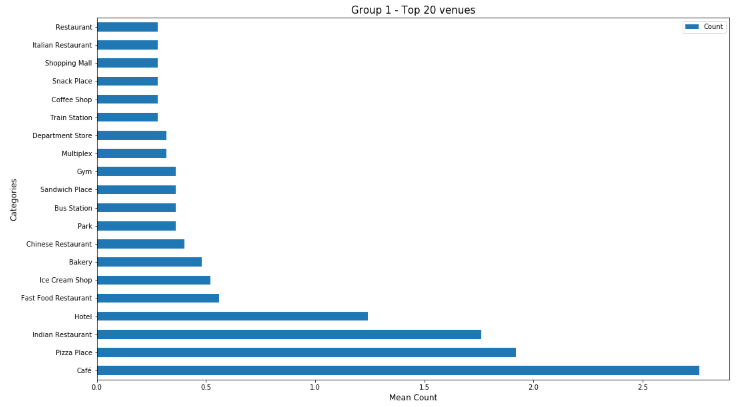 Group 1 - Top 20 venues
Count
Restaurant
Italian Restaurant
Shopping Mall
Snack Place
Coffee Shop
Train Station
Department Store
Multiplex
Gym
Sandwich Place
Bus Station
Park
Chinese Restaurant
Bakery
Ice Cream Shop
Fast Food Restaurant
Hotel
Indian Restaurant
Pizza Place
Café
Categories
0.0 0.5 1.0 1.5 2.0 2.5
Mean Count